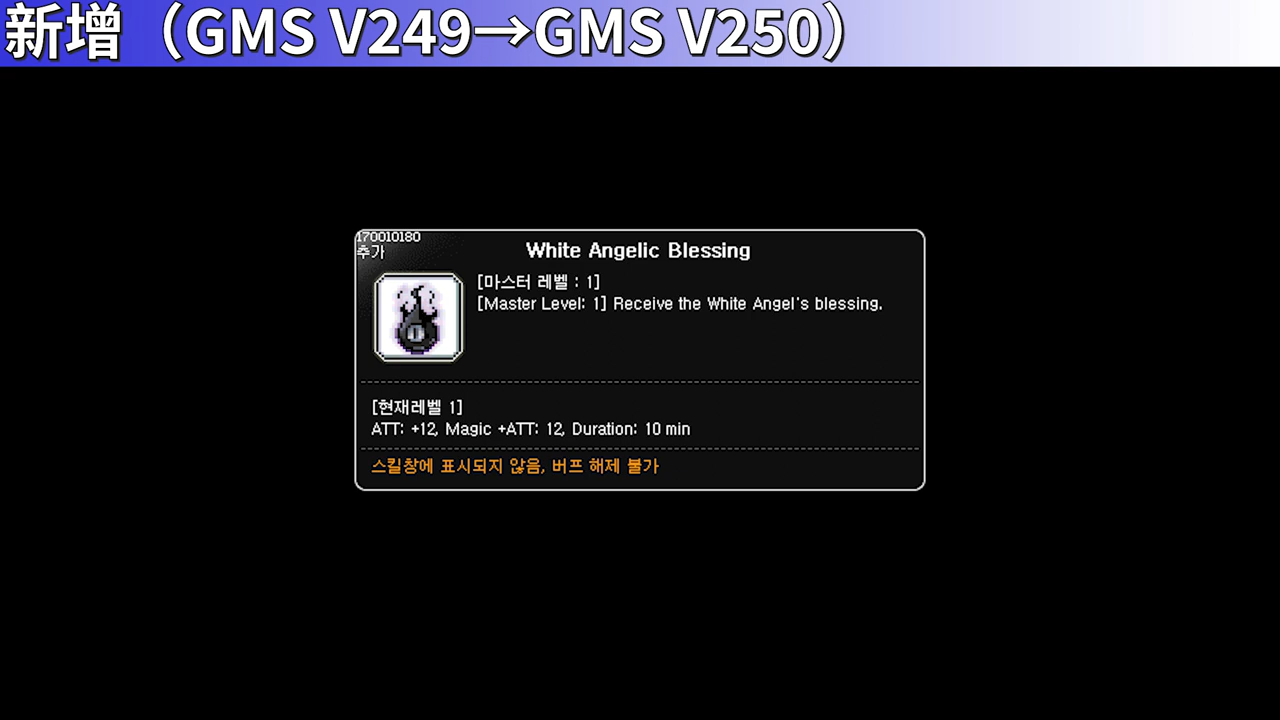 新增（GMS V249→GMS V250）
170010180
추가
White Angelic Blessing
[마스터 레벨 : 1]
[Master Level: 1] Receive the White Angel's blessing.
[현재레벨 1]
ATT: +12, Magic +ATT: 12, Duration: 10 min
스킬창에 표시되지 않음, 버프 해제 불가